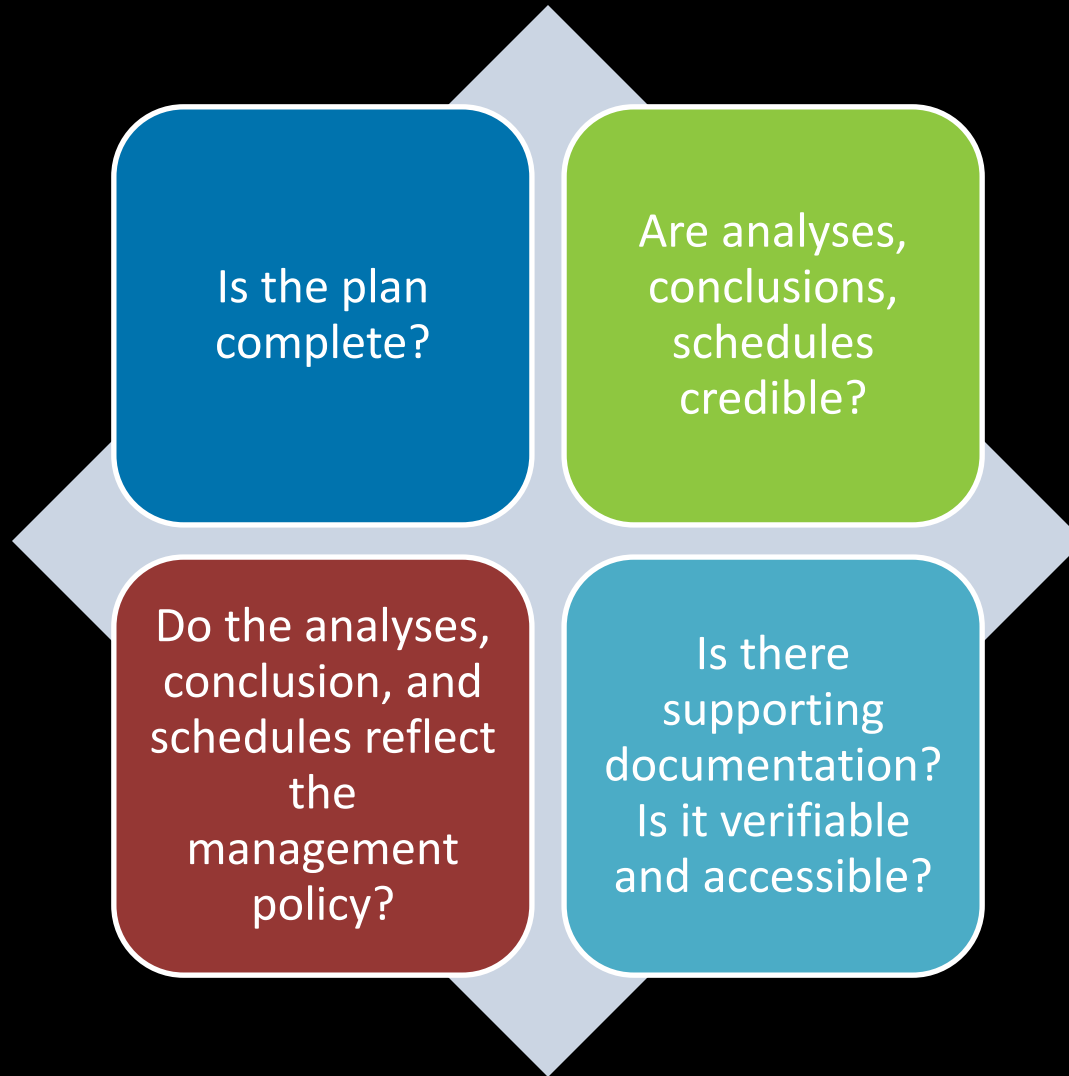 Is the plan
complete?
Are analyses,
conclusions,
schedules
credible?
Do the analyses,
conclusion, and
schedules reflect
the
management
policy?
Is there
supporting
documentation?
Is it verifiable
and accessible?